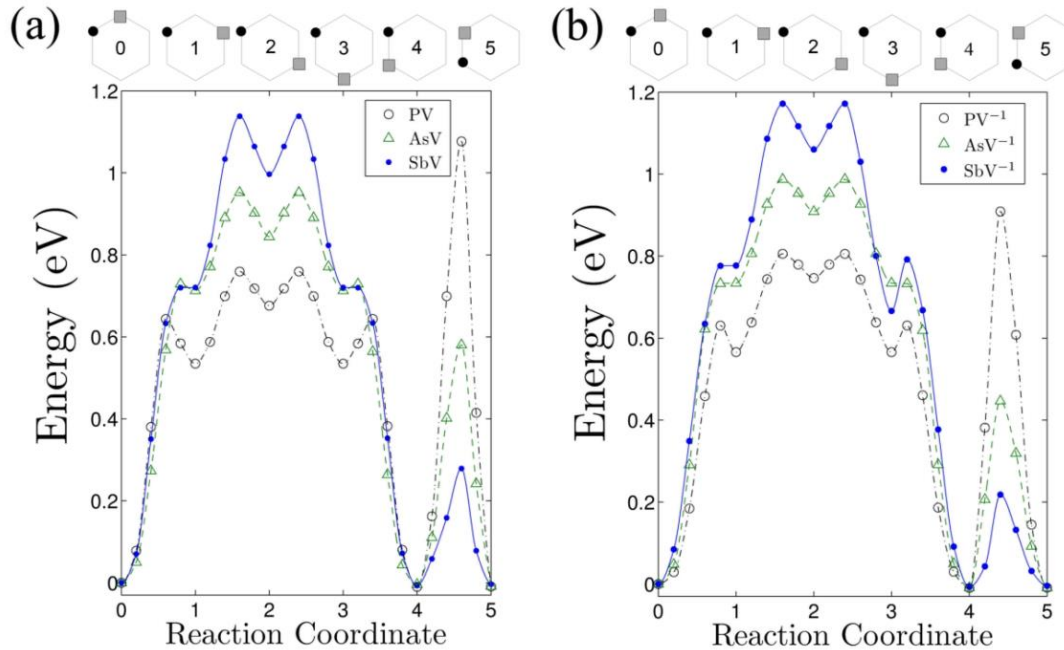 (a)
0 1 2 3 4 5
1.2
1
0.8
0.6
0.4
0.2
0
Energy (eV)
PV
AsV
SbV
0 1 2 3 4 5
Reaction Coordinate
(b)
0 1 2 3 4 5
1.2
1
0.8
0.6
0.4
0.2
0
Energy (eV)
PV⁻¹
AsV⁻¹
SbV⁻¹
0 1 2 3 4 5
Reaction Coordinate